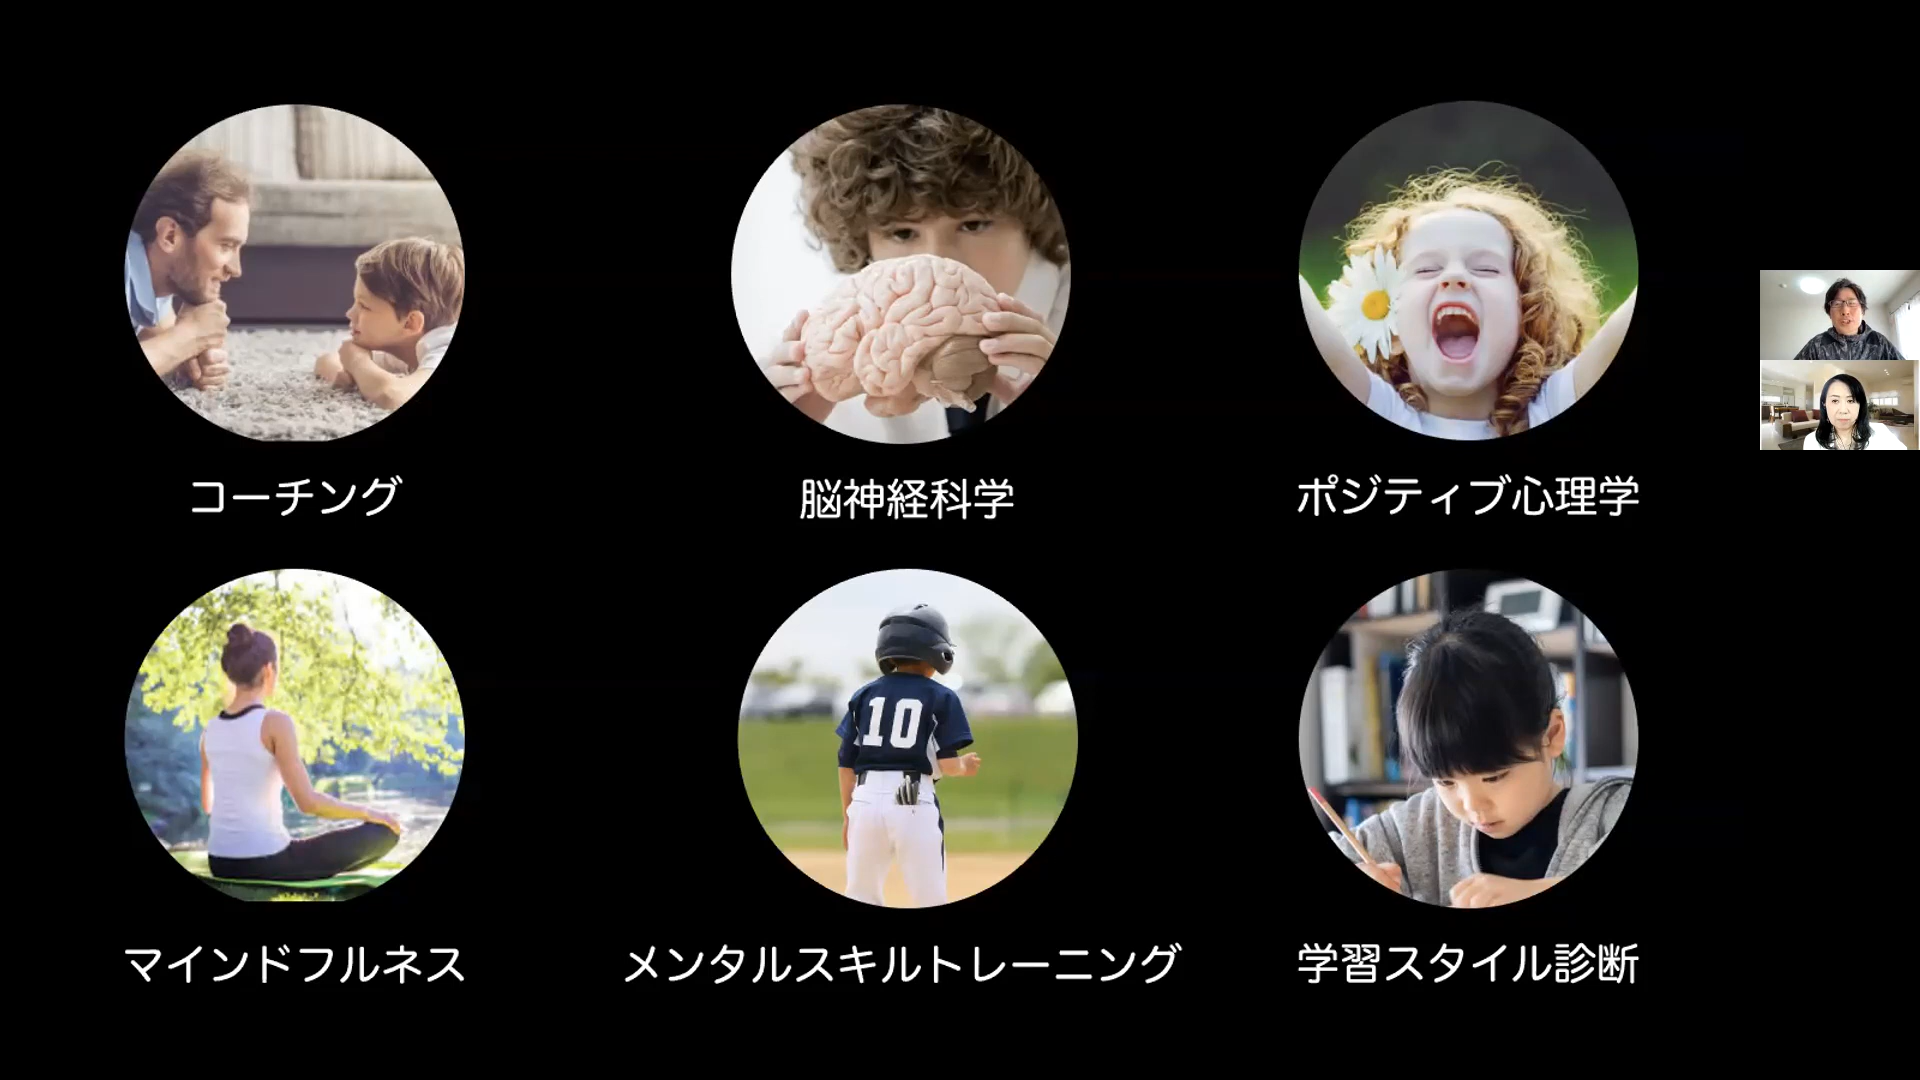 コーチング
脳神経科学
ポジティブ心理学
10
マインドフルネス
メンタルスキルトレーニング
学習スタイル診断